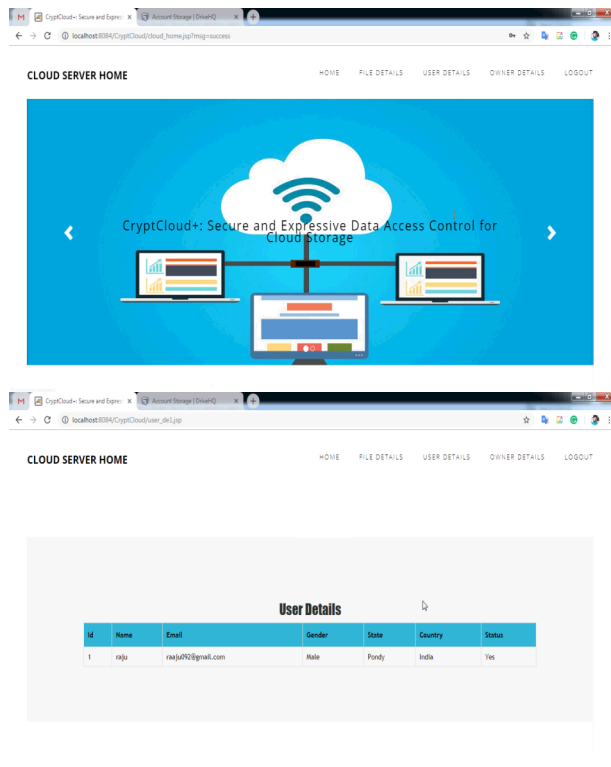 CryptCloud+: Secure and Expres
Account Storage | DriveHQ
localhost:8084/CryptCloud/cloud_home.jsp?msg=success
CLOUD SERVER HOME
HOME FILE DETAILS USER DETAILS OWNER DETAILS LOGOUT
CryptCloud+: Secure and Expressive Data Access Control for
Cloud Storage
CryptCloud+: Secure and Expres
Account Storage | DriveHQ
localhost:8084/CryptCloud/user_de1.jsp
CLOUD SERVER HOME
HOME FILE DETAILS USER DETAILS OWNER DETAILS LOGOUT
User Details
Id Name Email Gender State Country Status
1 raju raaju092@gmail.com Male Pondy India Yes